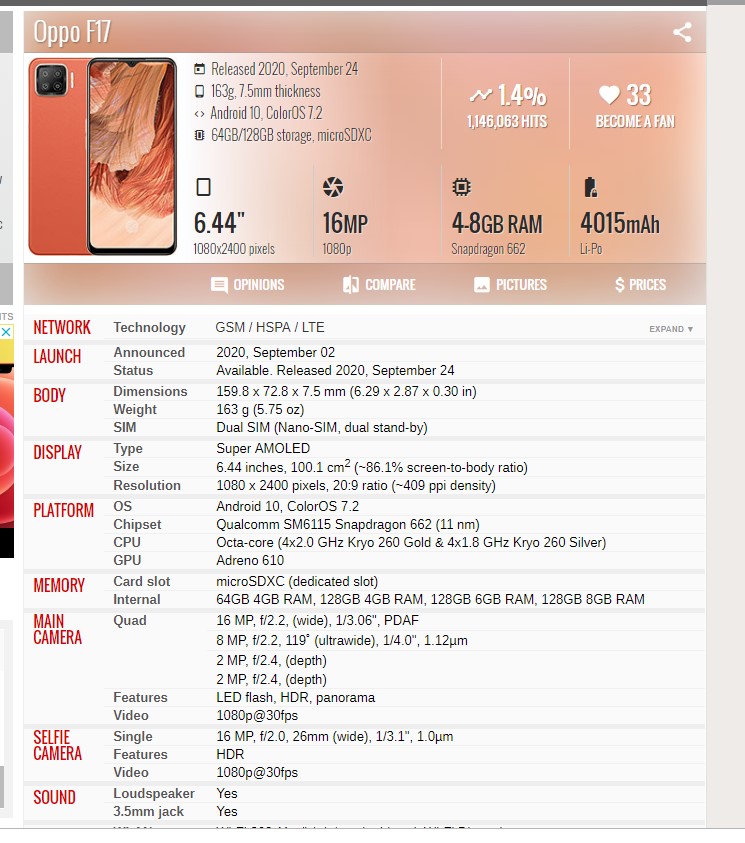 Oppo F17
Released 2020, September 24
163g, 7.5mm thickness
Android 10, ColorOS 7.2
64GB/128GB storage, microSDXC
1.4%
1,146,063 HITS
33
BECOME A FAN
6.44"
1080x2400 pixels
16MP
1080p
4-8GB RAM
Snapdragon 662
4015mAh
Li-Po
OPINIONS
COMPARE
PICTURES
PRICES
NETWORK Technology GSM / HSPA / LTE EXPAND ▼
LAUNCH Announced 2020, September 02
Status Available. Released 2020, September 24
BODY Dimensions 159.8 x 72.8 x 7.5 mm (6.29 x 2.87 x 0.30 in)
Weight 163 g (5.75 oz)
SIM Dual SIM (Nano-SIM, dual stand-by)
DISPLAY Type Super AMOLED
Size 6.44 inches, 100.1 cm2 (~86.1% screen-to-body ratio)
Resolution 1080 x 2400 pixels, 20:9 ratio (~409 ppi density)
PLATFORM OS Android 10, ColorOS 7.2
Chipset Qualcomm SM6115 Snapdragon 662 (11 nm)
CPU Octa-core (4x2.0 GHz Kryo 260 Gold & 4x1.8 GHz Kryo 260 Silver)
GPU Adreno 610
MEMORY Card slot microSDXC (dedicated slot)
Internal 64GB 4GB RAM, 128GB 4GB RAM, 128GB 6GB RAM, 128GB 8GB RAM
MAIN CAMERA Quad 16 MP, f/2.2, (wide), 1/3.06", PDAF
8 MP, f/2.2, 119˚ (ultrawide), 1/4.0", 1.12µm
2 MP, f/2.4, (depth)
2 MP, f/2.4, (depth)
Features LED flash, HDR, panorama
Video 1080p@30fps
SELFIE CAMERA Single 16 MP, f/2.0, 26mm (wide), 1/3.1", 1.0µm
Features HDR
Video 1080p@30fps
SOUND Loudspeaker Yes
3.5mm jack Yes